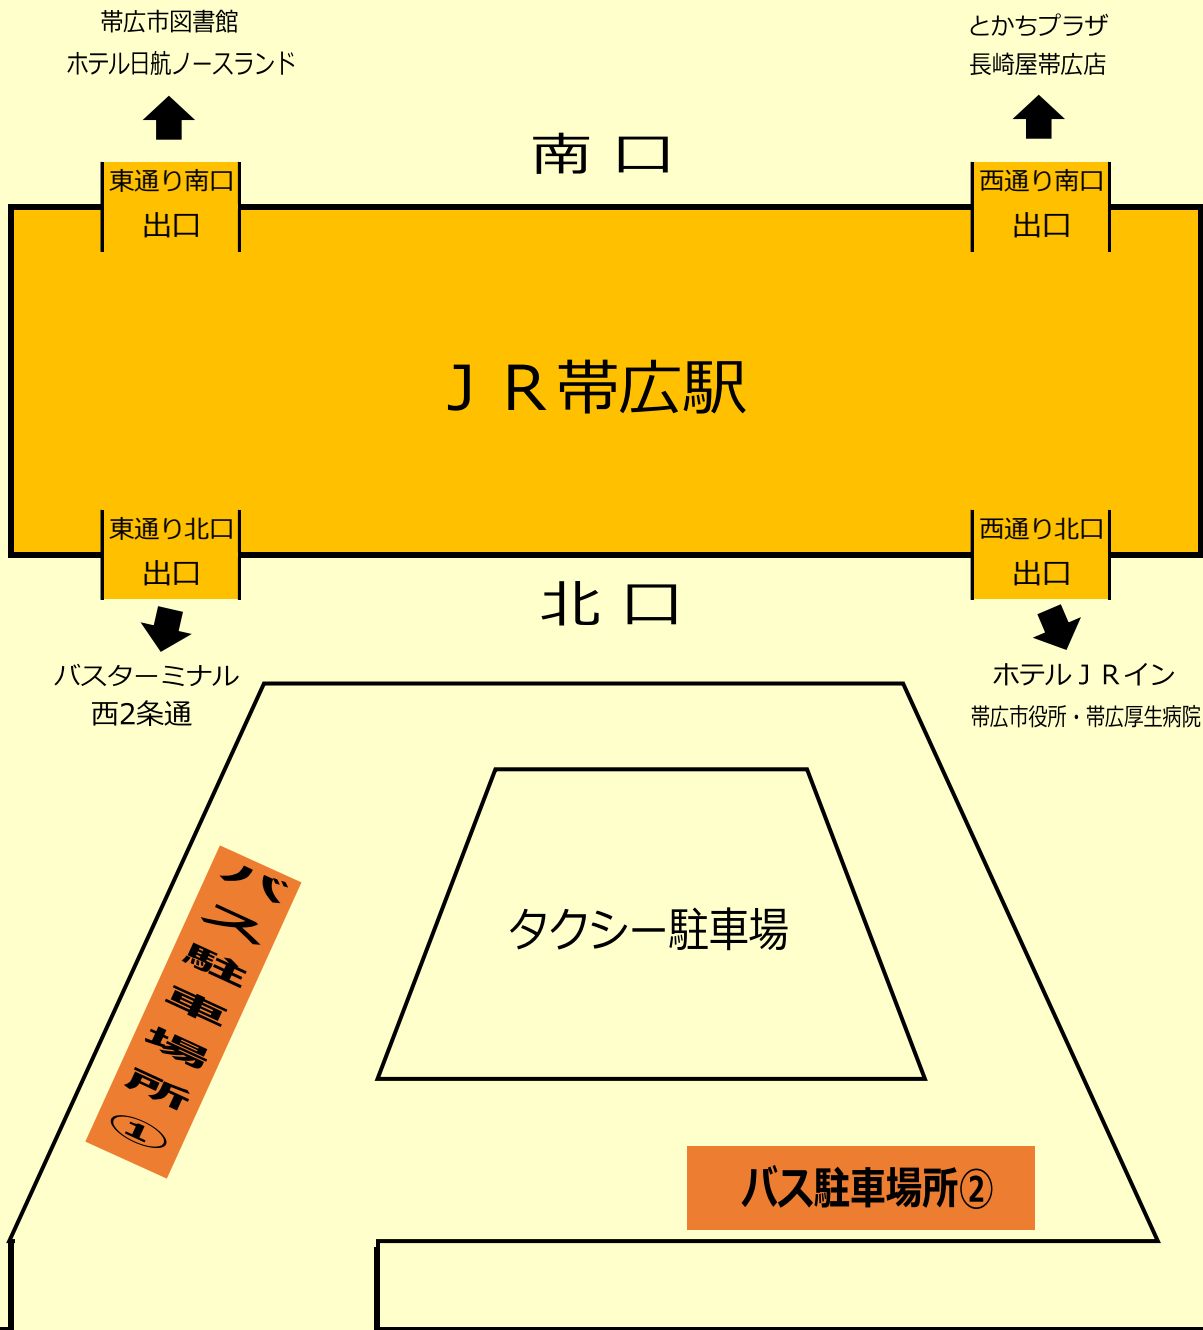 帯広市図書館
ホテル日航ノースランド
とかちプラザ
長崎屋帯広店
南 口
東通り南口
出口
西通り南口
出口
ＪＲ帯広駅
東通り北口
出口
西通り北口
出口
北 口
バスターミナル
西2条通
ホテルＪＲイン
帯広市役所・帯広厚生病院
タクシー駐車場
バス駐車場所①
バス駐車場所②